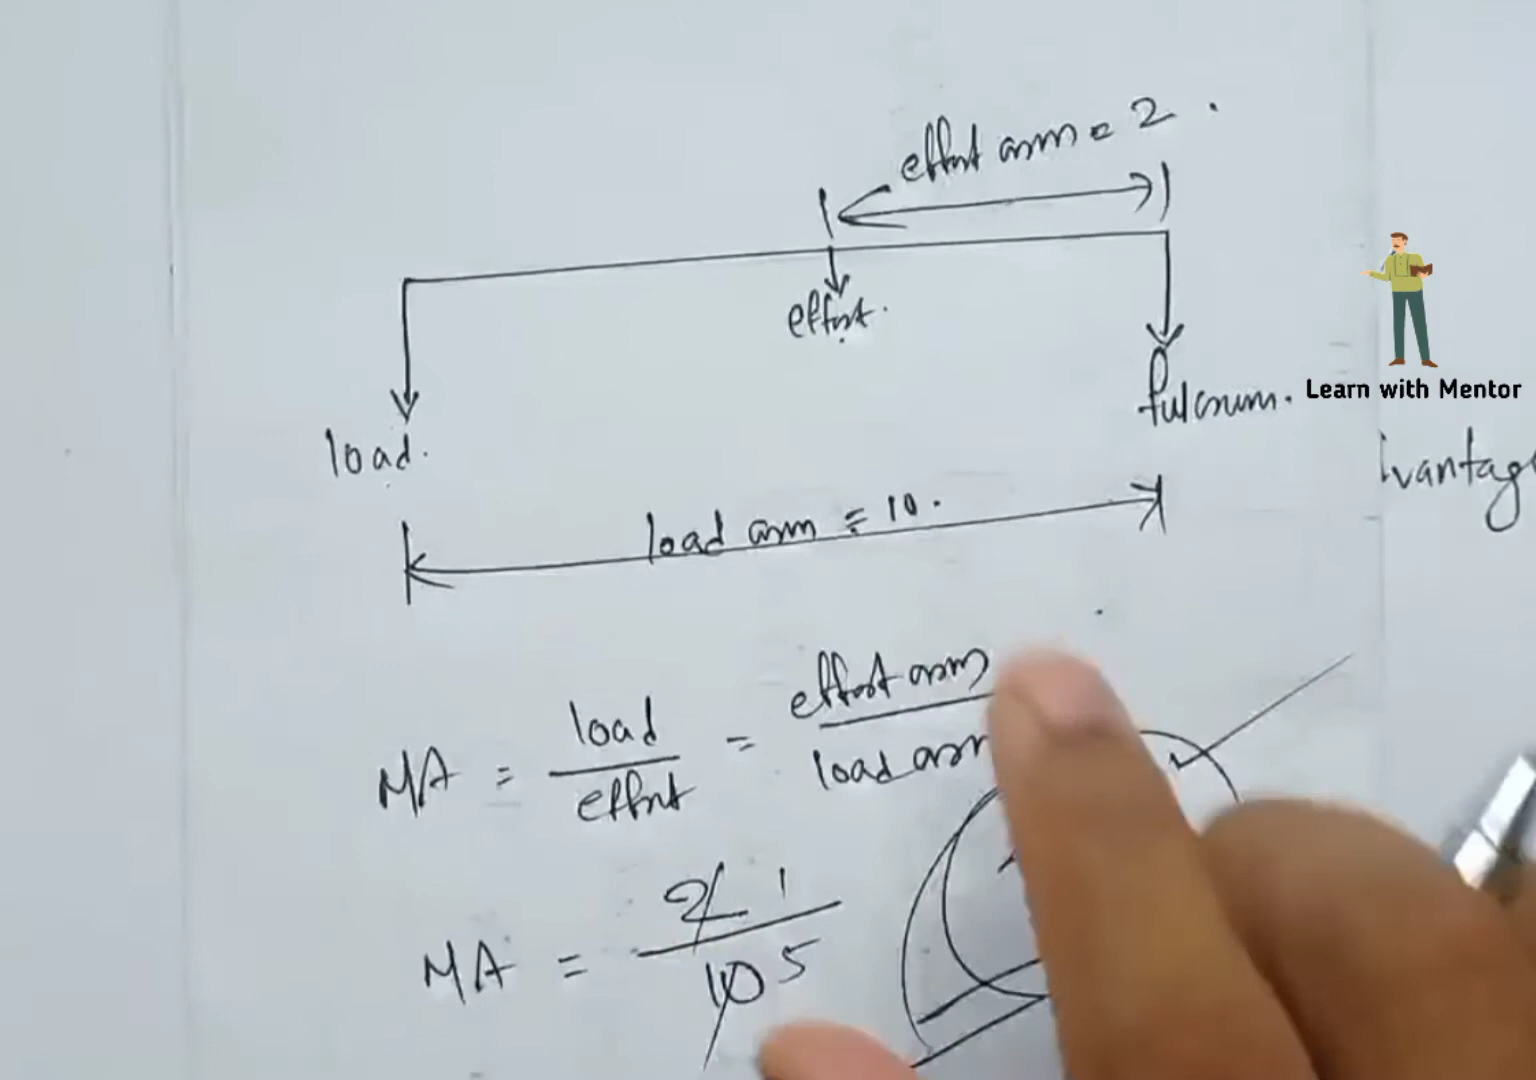 effort arm = 2.
effort.
fulcrum.
Learn with Mentor
load.
vantage
load arm = 10.
MA = load / effort = effort arm / load arm
MA = 2 1 / 10 5